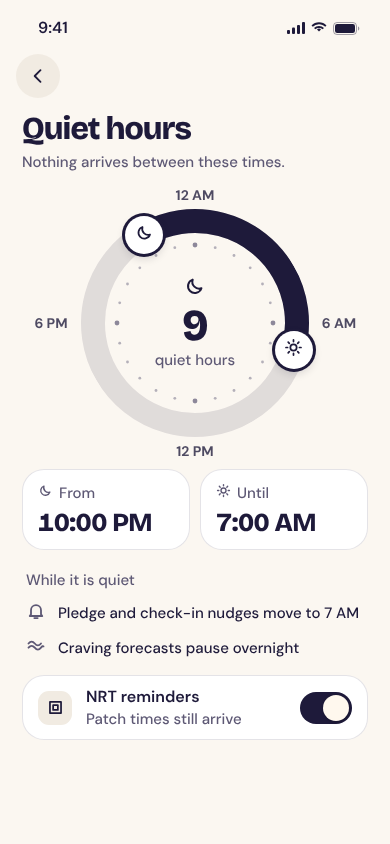 9:41
Quiet hours
Nothing arrives between these times.
12 AM
6 PM
9
quiet hours
6 AM
12 PM
From
10:00 PM
Until
7:00 AM
While it is quiet
Pledge and check-in nudges move to 7 AM
Craving forecasts pause overnight
NRT reminders
Patch times still arrive